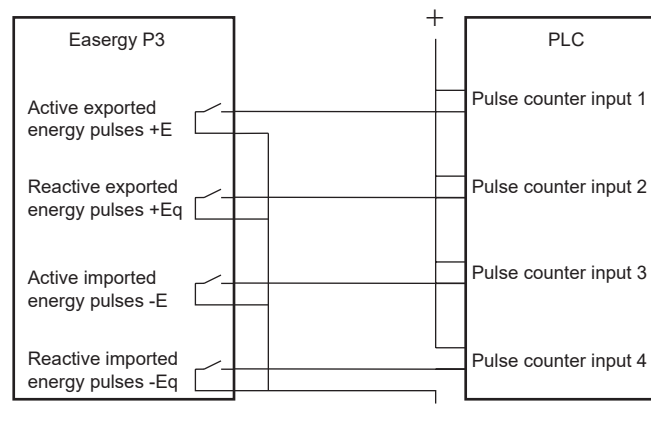 Easergy P3
PLC
Active exported
energy pulses +E
Pulse counter input 1
Reactive exported
energy pulses +Eq
Pulse counter input 2
Active imported
energy pulses -E
Pulse counter input 3
Reactive imported
energy pulses -Eq
Pulse counter input 4